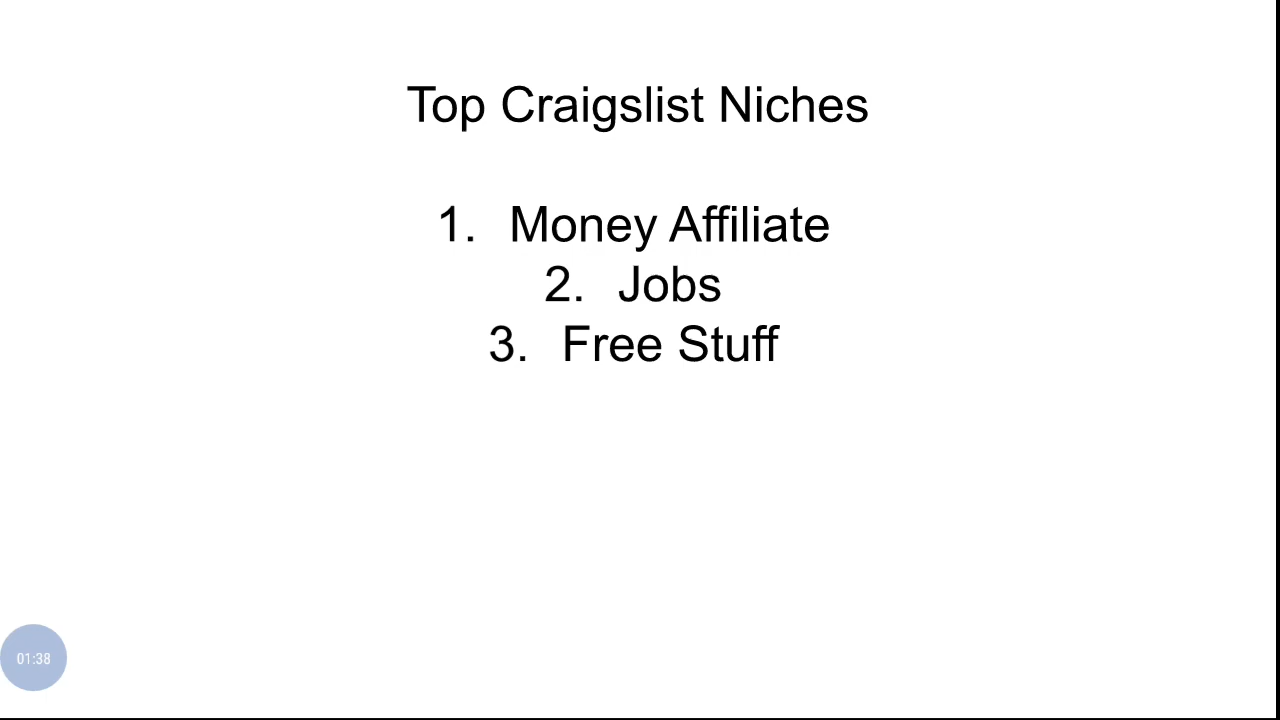 Top Craigslist Niches
1. Money Affiliate
2. Jobs
3. Free Stuff
01:38